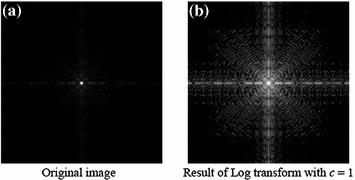 (a)
(b)
Original image
Result of Log transform with c = 1